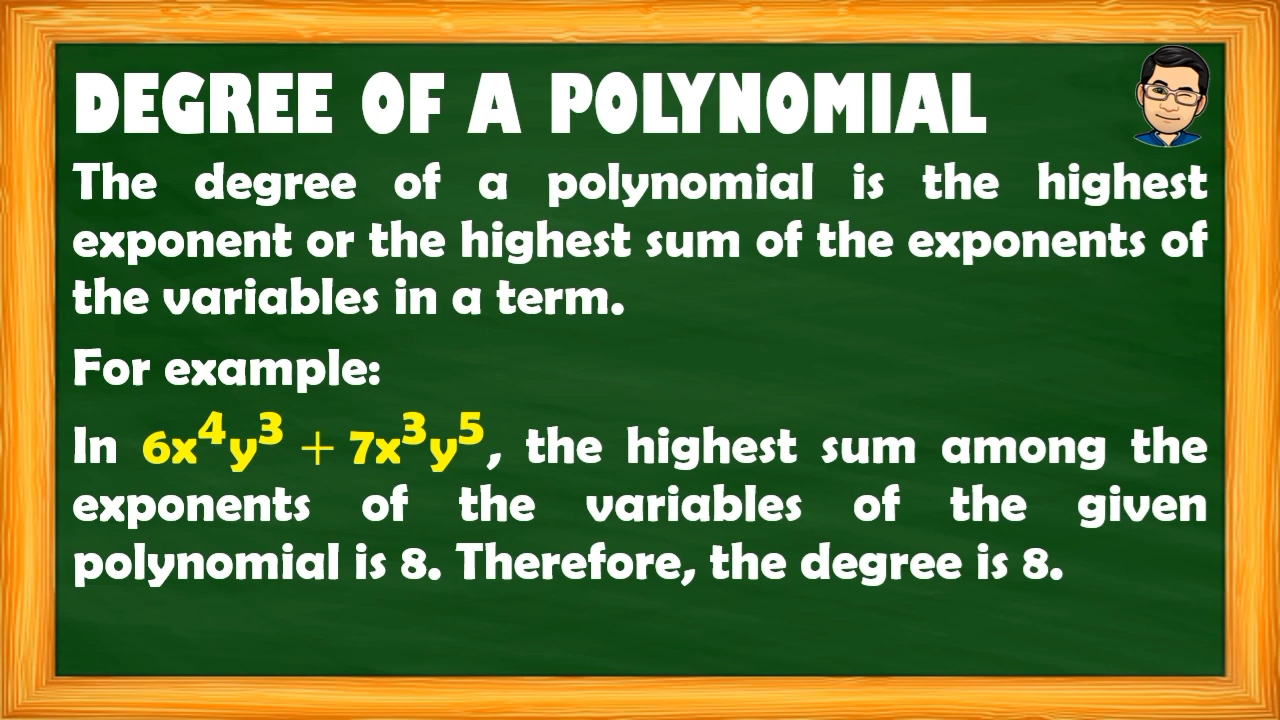 DEGREE OF A POLYNOMIAL
The degree of a polynomial is the highest
exponent or the highest sum of the exponents of
the variables in a term.
For example:
In 6x⁴y³ + 7x³y⁵, the highest sum among the
exponents of the variables of the given
polynomial is 8. Therefore, the degree is 8.